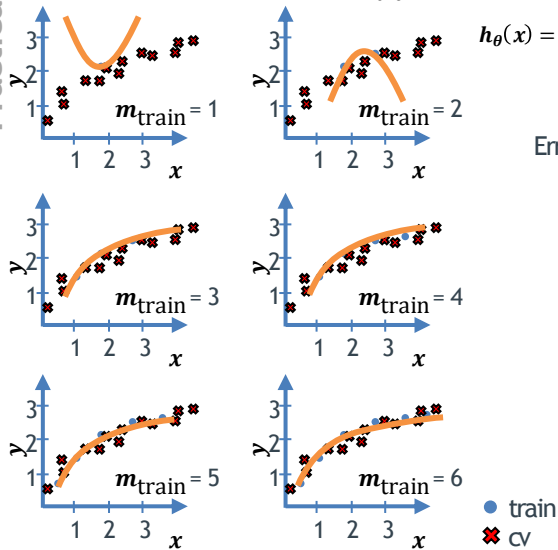 h_θ(x) =
Err
y
3
2
1
m_train = 1
1 2 3
x
y
3
2
1
m_train = 2
1 2 3
x
y
3
2
1
m_train = 3
1 2 3
x
y
3
2
1
m_train = 4
1 2 3
x
y
3
2
1
m_train = 5
1 2 3
x
y
3
2
1
m_train = 6
1 2 3
x
train
cv